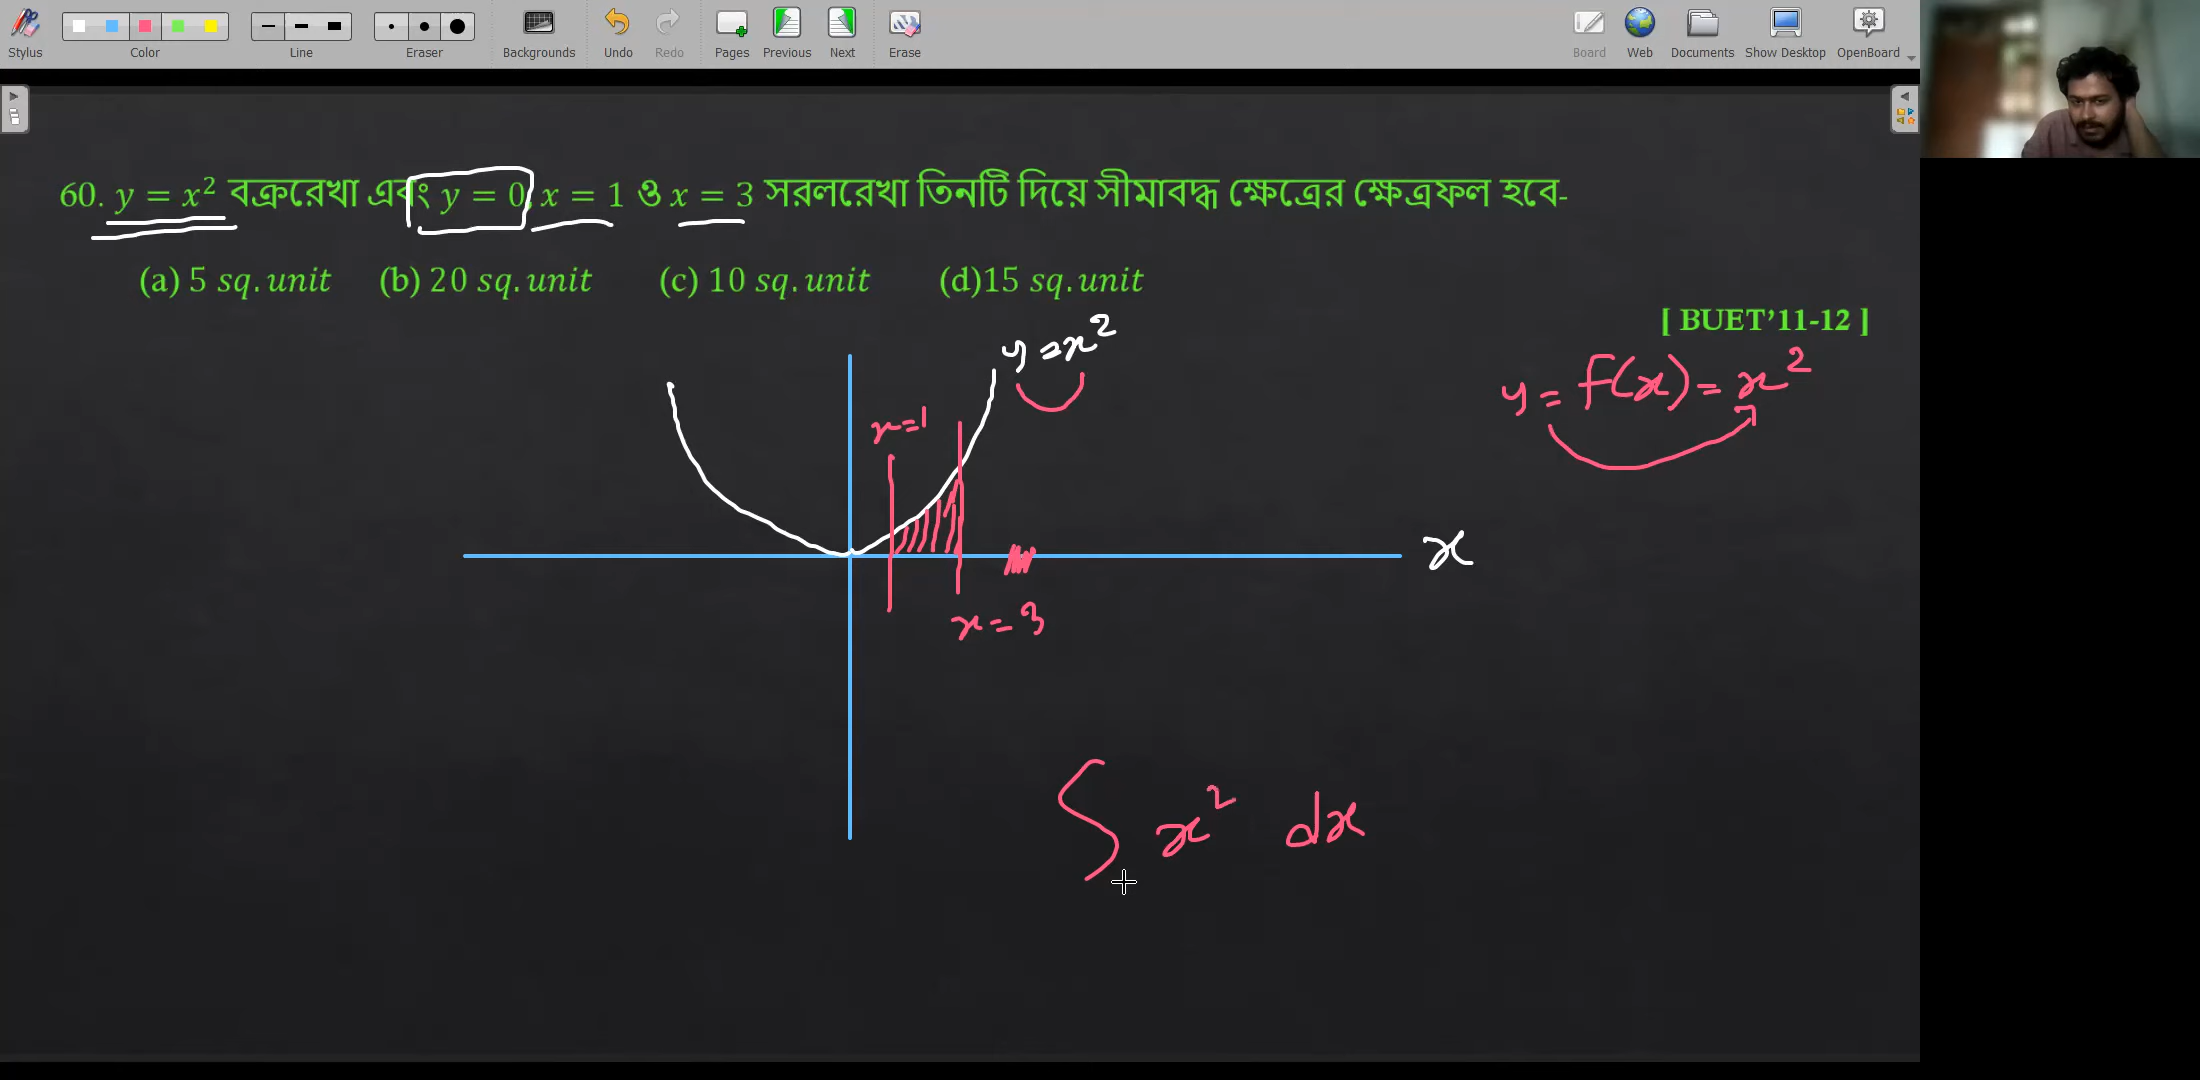 Stylus Color Line Eraser Backgrounds Undo Redo Pages Previous Next Erase Board Web Documents Show Desktop OpenBoard
60. y = x² বক্ররেখা এবং y = 0, x = 1 ও x = 3 সরলরেখা তিনটি দিয়ে সীমাবদ্ধ ক্ষেত্রের ক্ষেত্রফল হবে-
(a) 5 sq. unit (b) 20 sq. unit (c) 10 sq. unit (d)15 sq. unit
[ BUET’11-12 ]
y = x²
y = f(x) = x²
x=1
x
x = 3
∫ x² dx